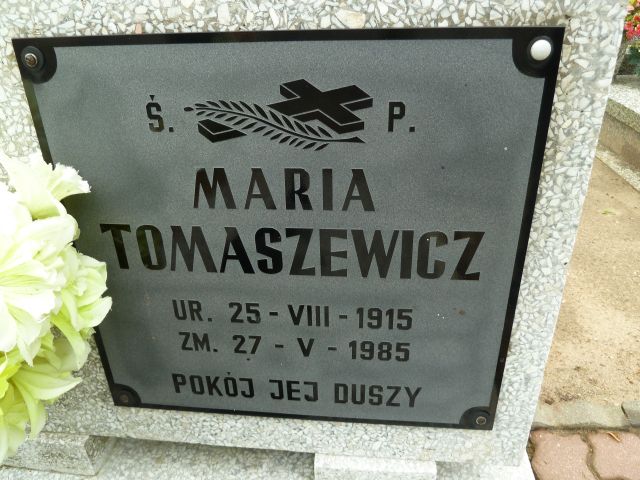 Ś. P.
MARIA
TOMASZEWICZ
UR. 25-VIII-1915
ZM. 27-V-1985
POKÓJ JEJ DUSZY